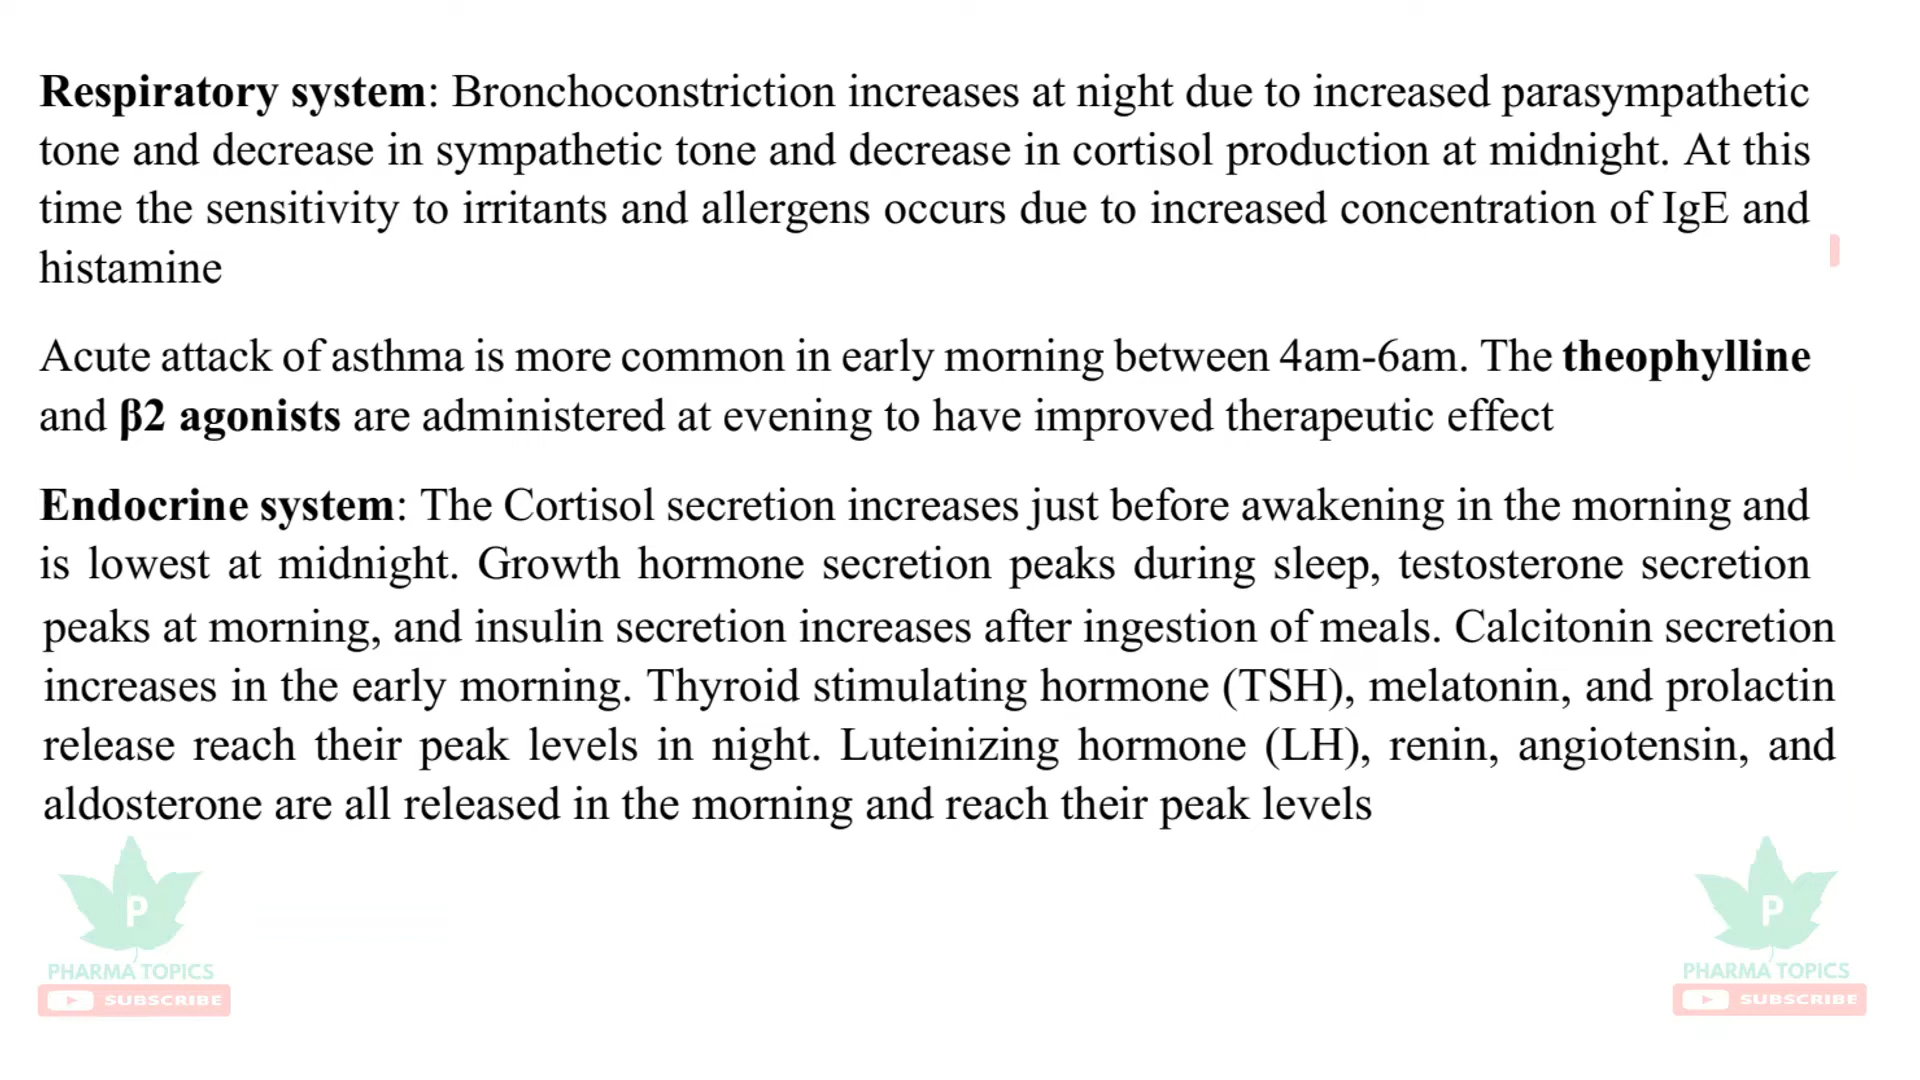 Respiratory system: Bronchoconstriction increases at night due to increased parasympathetic
tone and decrease in sympathetic tone and decrease in cortisol production at midnight. At this
time the sensitivity to irritants and allergens occurs due to increased concentration of IgE and
histamine
Acute attack of asthma is more common in early morning between 4am-6am. The theophylline
and β2 agonists are administered at evening to have improved therapeutic effect
Endocrine system: The Cortisol secretion increases just before awakening in the morning and
is lowest at midnight. Growth hormone secretion peaks during sleep, testosterone secretion
peaks at morning, and insulin secretion increases after ingestion of meals. Calcitonin secretion
increases in the early morning. Thyroid stimulating hormone (TSH), melatonin, and prolactin
release reach their peak levels in night. Luteinizing hormone (LH), renin, angiotensin, and
aldosterone are all released in the morning and reach their peak levels
P
PHARMA TOPICS
SUBSCRIBE
P
PHARMA TOPICS
SUBSCRIBE